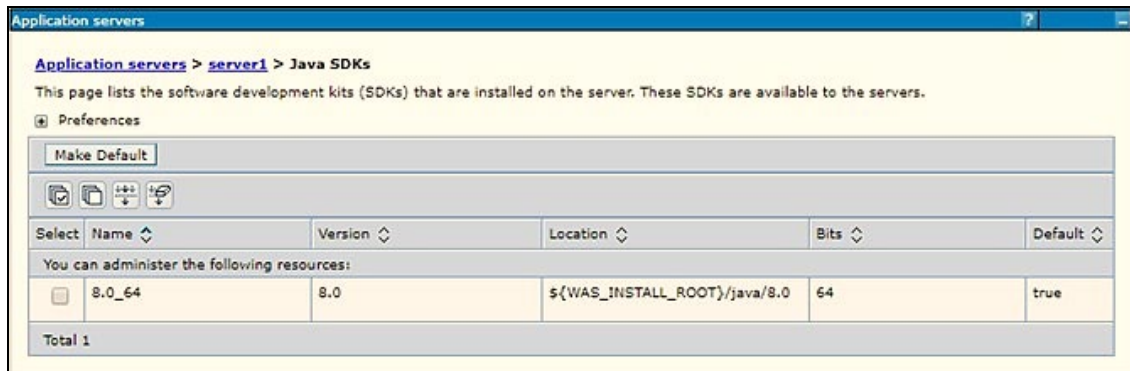 Application servers ? –
Application servers > server1 > Java SDKs
This page lists the software development kits (SDKs) that are installed on the server. These SDKs are available to the servers.
+ Preferences
Make Default
Select Name Version Location Bits Default
You can administer the following resources:
8.0_64 8.0 ${WAS_INSTALL_ROOT}/java/8.0 64 true
Total 1